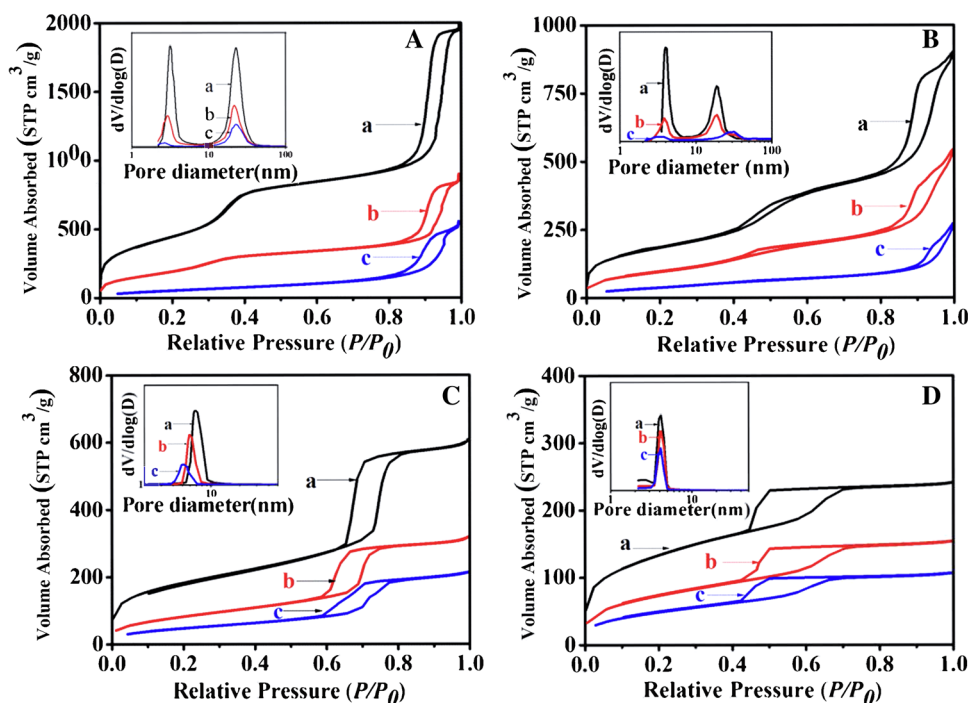 A
2000
1500
10⁰0
500
0
0.0 0.2 0.4 0.6 0.8 1.0
Volume Absorbed (STP cm³/g)
Relative Pressure (P/P₀)
a
b
c
dV/dlog(D)
a
b
c
1 10 100
Pore diameter(nm)
B
1000
750
500
250
0
0.0 0.2 0.4 0.6 0.8 1.0
Volume Absorbed (STP cm³/g)
Relative Pressure (P/P₀)
a
b
c
dV/dlog(D)
a
b
c
1 10 100
Pore diameter (nm)
C
800
600
400
200
0
0.0 0.2 0.4 0.6 0.8 1.0
Volume Absorbed (STP cm³/g)
Relative Pressure (P/P₀)
a
b
c
dV/dlog(D)
a
b
c
1 10
Pore diameter(nm)
D
400
300
200
100
0
0.0 0.2 0.4 0.6 0.8 1.0
Volume Absorbed (STP cm³/g)
Relative Pressure (P/P₀)
a
b
c
dV/dlog(D)
a
b
c
1 10
Pore diameter(nm)